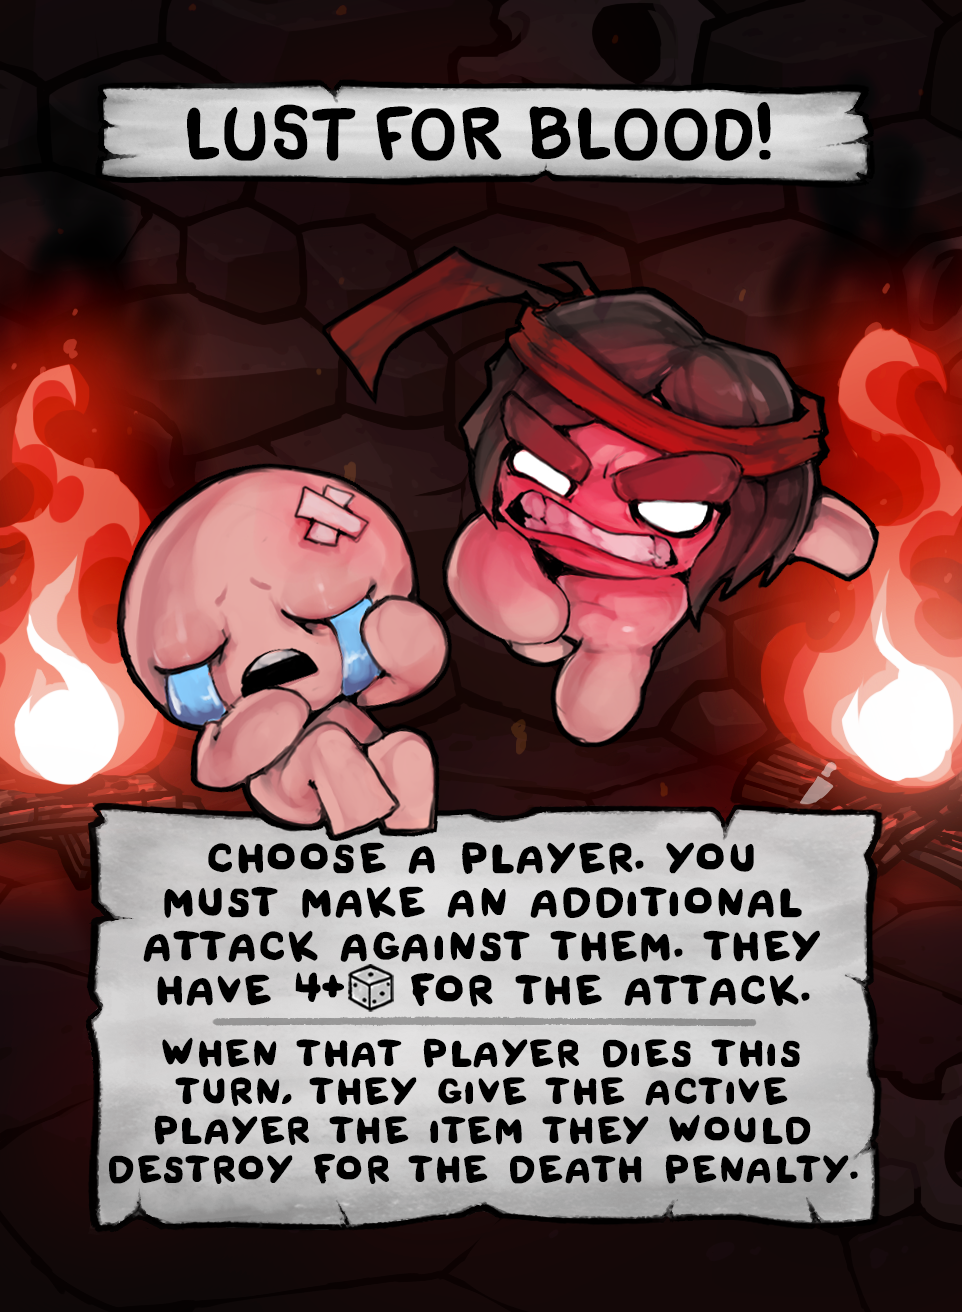 LUST FOR BLOOD!
CHOOSE A PLAYER. YOU
MUST MAKE AN ADDITIONAL
ATTACK AGAINST THEM. THEY
HAVE 4+ FOR THE ATTACK.
WHEN THAT PLAYER DIES THIS
TURN, THEY GIVE THE ACTIVE
PLAYER THE ITEM THEY WOULD
DESTROY FOR THE DEATH PENALTY.